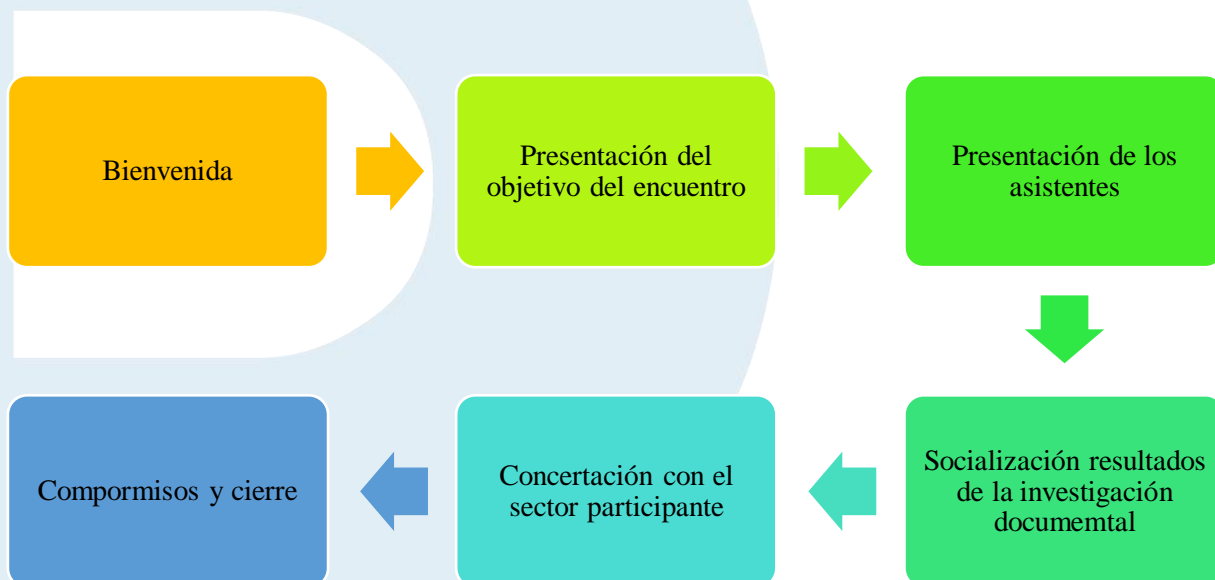 Bienvenida
Presentación del
objetivo del encuentro
Presentación de los
asistentes
Socialización resultados
de la investigación
documemtal
Concertación con el
sector participante
Compormisos y cierre